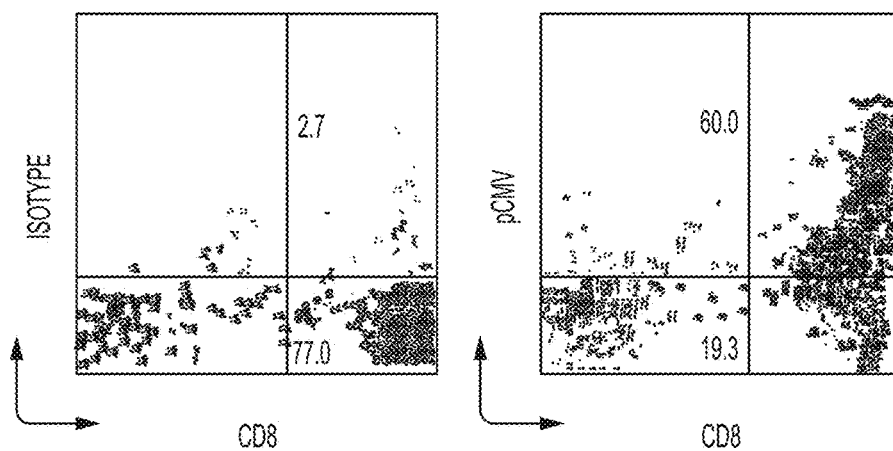 ISOTYPE
2.7
77.0
CD8
pCMV
60.0
19.3
CD8